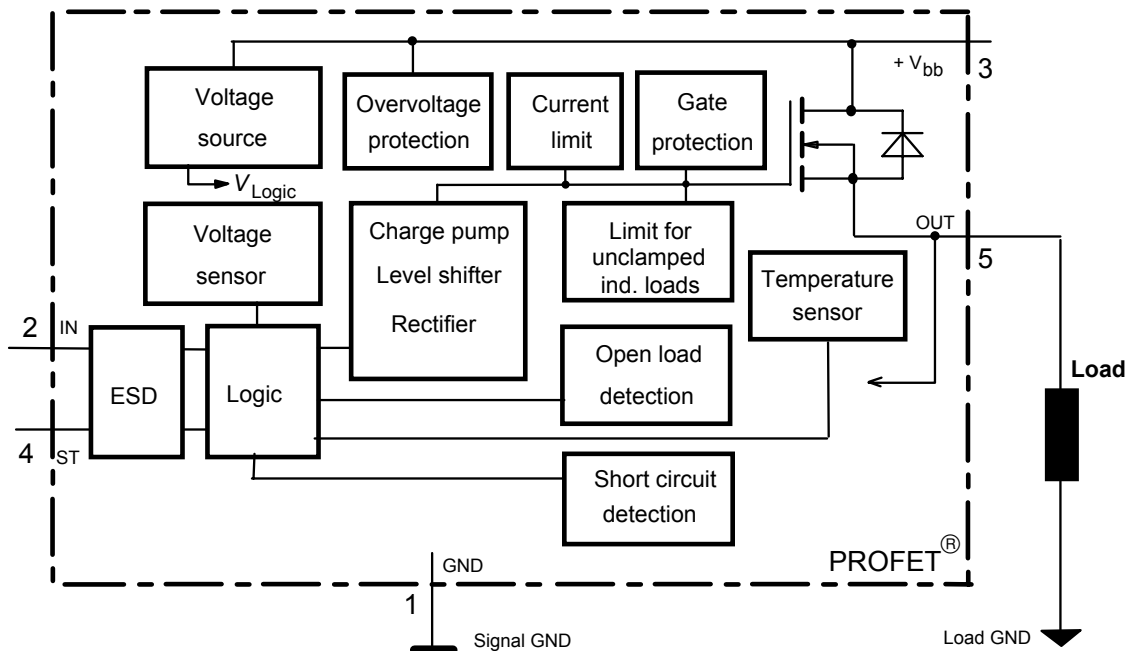 + Vbb
3
Voltage
source
Overvoltage
protection
Current
limit
Gate
protection
VLogic
Voltage
sensor
Charge pump
Level shifter
Rectifier
Limit for
unclamped
ind. loads
OUT
5
Temperature
sensor
2
IN
ESD
Logic
4
ST
Open load
detection
Load
Short circuit
detection
PROFET®
GND
1
Signal GND
Load GND